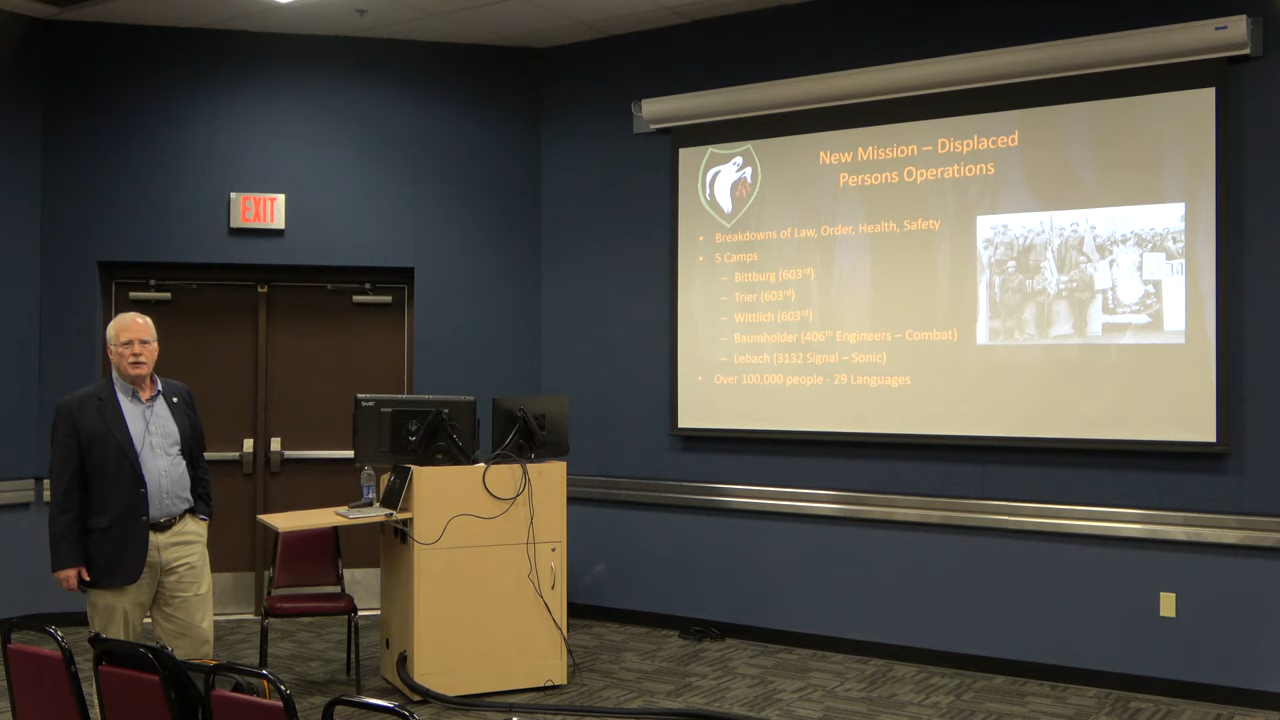 EXIT
New Mission – Displaced
Persons Operations
• Breakdowns of Law, Order, Health, Safety
• 5 Camps
– Bittburg (603rd)
– Trier (603rd)
– Wittlich (603rd)
– Baumholder (406th Engineers – Combat)
– Lebach (3132 Signal – Sonic)
• Over 100,000 people - 29 Languages
SMART